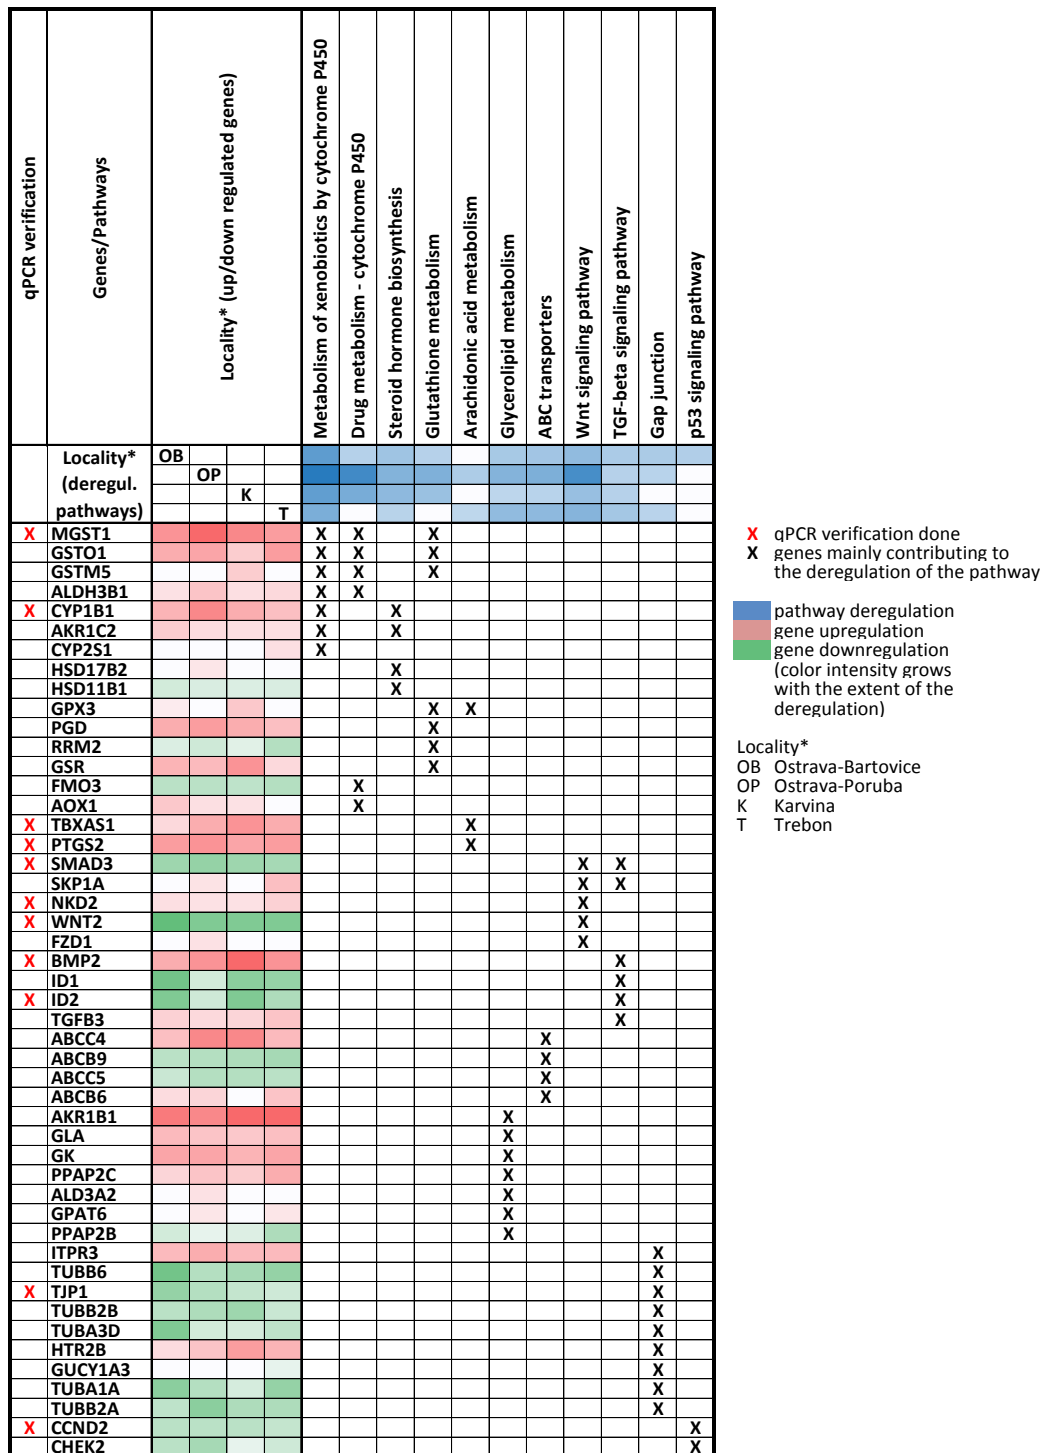 qPCR verification
Genes/Pathways
Locality* (up/down regulated genes)
Metabolism of xenobiotics by cytochrome P450
Drug metabolism - cytochrome P450
Steroid hormone biosynthesis
Glutathione metabolism
Arachidonic acid metabolism
Glycerolipid metabolism
ABC transporters
Wnt signaling pathway
TGF-beta signaling pathway
Gap junction
p53 signaling pathway
Locality* OB
(deregul. OP
K
pathways) T
X MGST1 X X X
GSTO1 X X X
GSTM5 X X X
ALDH3B1 X X
X CYP1B1 X X
AKR1C2 X X
CYP2S1 X
HSD17B2 X
HSD11B1 X
GPX3 X X
PGD X
RRM2 X
GSR X
FMO3 X
AOX1 X
X TBXAS1 X
X PTGS2 X
X SMAD3 X X
SKP1A X X
X NKD2 X
X WNT2 X
FZD1 X
X BMP2 X
ID1 X
X ID2 X
TGFB3 X
ABCC4 X
ABCB9 X
ABCC5 X
ABCB6 X
AKR1B1 X
GLA X
GK X
PPAP2C X
ALD3A2 X
GPAT6 X
PPAP2B X
ITPR3 X
TUBB6 X
X TJP1 X
TUBB2B X
TUBA3D X
HTR2B X
GUCY1A3 X
TUBA1A X
TUBB2A X
X CCND2 X
CHEK2 X
X qPCR verification done
X genes mainly contributing to
the deregulation of the pathway
pathway deregulation
gene upregulation
gene downregulation
(color intensity grows
with the extent of the
deregulation)
Locality*
OB Ostrava-Bartovice
OP Ostrava-Poruba
K Karvina
T Trebon